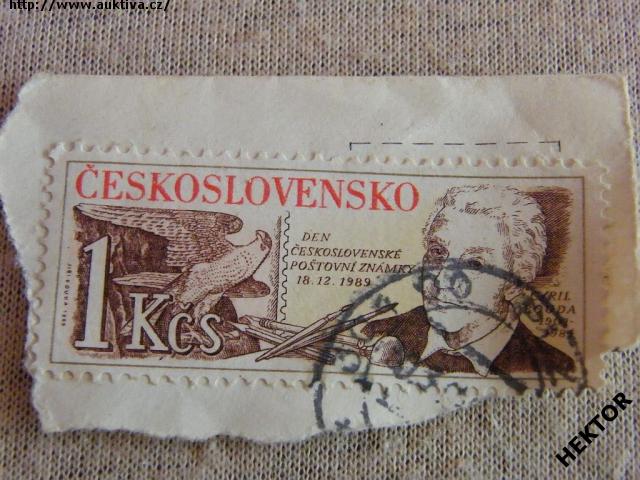 http://www.auktiva.cz/
ČESKOSLOVENSKO
DEN
ČESKOSLOVENSKÉ
POŠTOVNÍ ZNÁMKY
18.12.1989
1 Kčs
HEKTOR